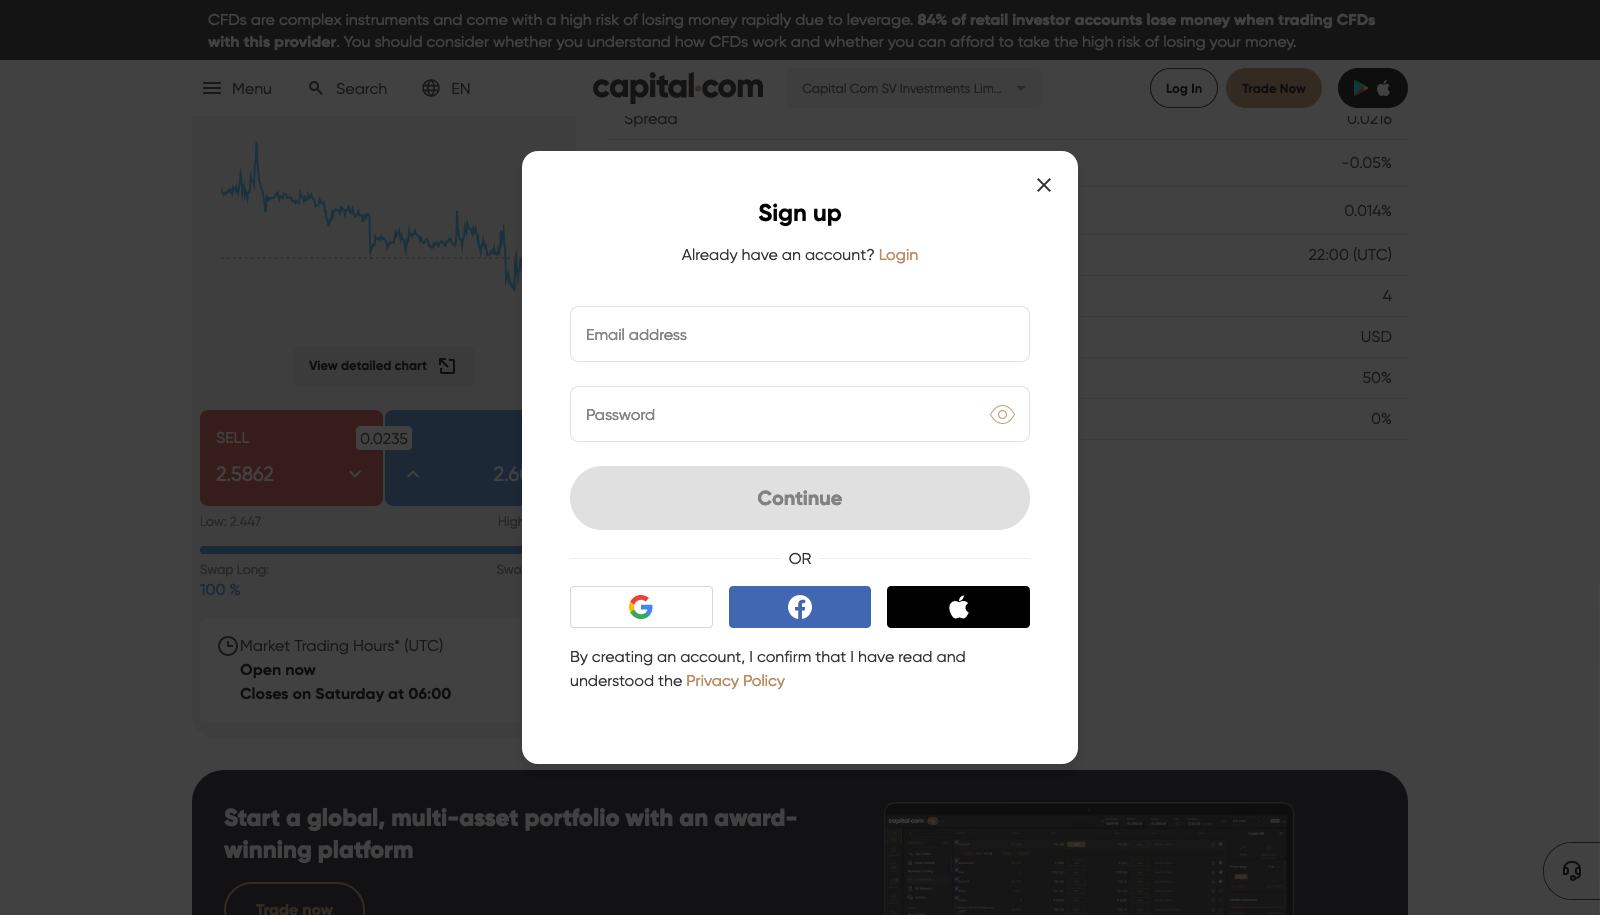 CFDs are complex instruments and come with a high risk of losing money rapidly due to leverage. 84% of retail investor accounts lose money when trading CFDs
with this provider. You should consider whether you understand how CFDs work and whether you can afford to take the high risk of losing your money.
Menu
Search
EN
capital.com
Capital Com SV Investments Lim...
Log In
Trade Now
Spread
0.0216
-0.05%
0.014%
22:00 (UTC)
4
USD
50%
0%
View detailed chart
SELL
0.0235
2.5862
Low: 2.447
High
Swap Long:
100 %
Market Trading Hours* (UTC)
Open now
Closes on Saturday at 06:00
Sign up
Already have an account? Login
Email address
Password
Continue
OR
By creating an account, I confirm that I have read and
understood the Privacy Policy
Start a global, multi-asset portfolio with an award-
winning platform
Trade now
capital.com